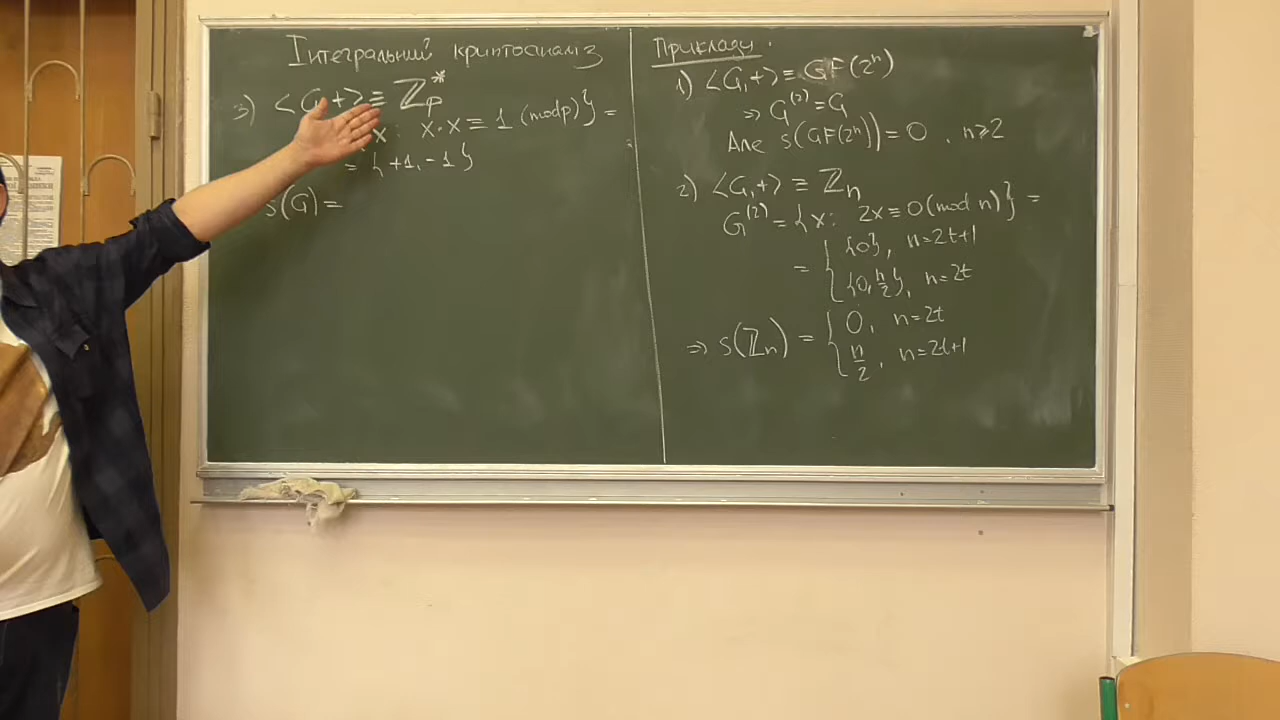 Інтегральний криптоаналіз
3) <G,+> ≡ ℤ*ₚ
x: x·x ≡ 1 (mod p)} =
= { +1, -1 }
s(G) =
Приклади.
1) <G,+> ≡ GF(2ⁿ)
⇒ G⁽²⁾ = G
Але s(GF(2ⁿ)) = 0, n ≥ 2
2) <G,+> ≡ ℤₙ
G⁽²⁾ = {x: 2x ≡ 0 (mod n)} =
= { {0}, n=2t+1
{0, n/2}, n=2t
⇒ s(ℤₙ) = { 0, n=2t
n/2, n=2t+1